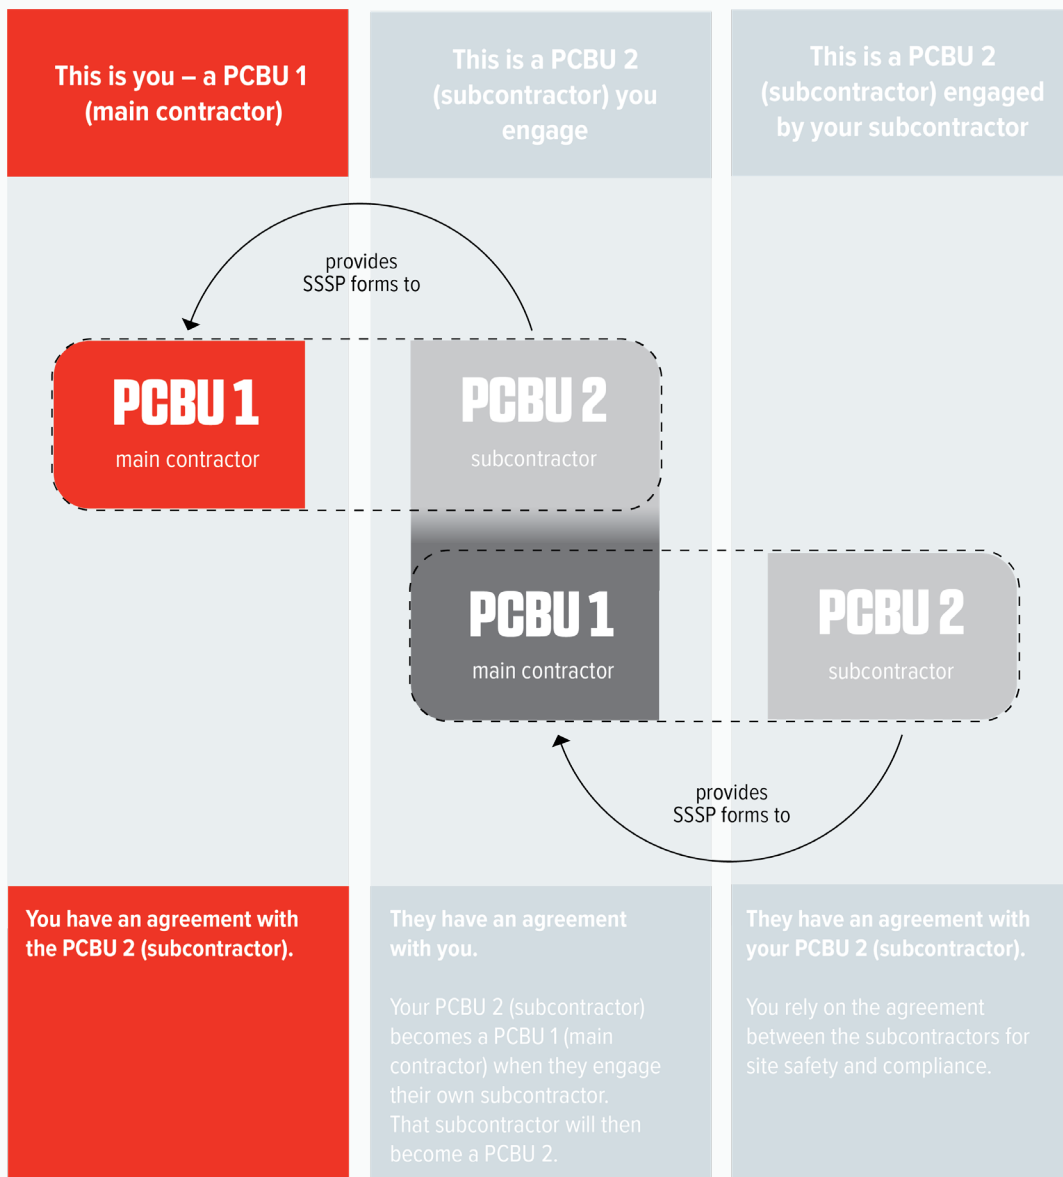 This is you – a PCBU 1
(main contractor)
This is a PCBU 2
(subcontractor) you
engage
This is a PCBU 2
(subcontractor) engaged
by your subcontractor
provides
SSSP forms to
PCBU 1
main contractor
PCBU 2
subcontractor
PCBU 1
main contractor
PCBU 2
subcontractor
provides
SSSP forms to
You have an agreement with
the PCBU 2 (subcontractor).
They have an agreement
with you.
Your PCBU 2 (subcontractor)
becomes a PCBU 1 (main
contractor) when they engage
their own subcontractor.
That subcontractor will then
become a PCBU 2.
They have an agreement with
your PCBU 2 (subcontractor).
You rely on the agreement
between the subcontractors for
site safety and compliance.